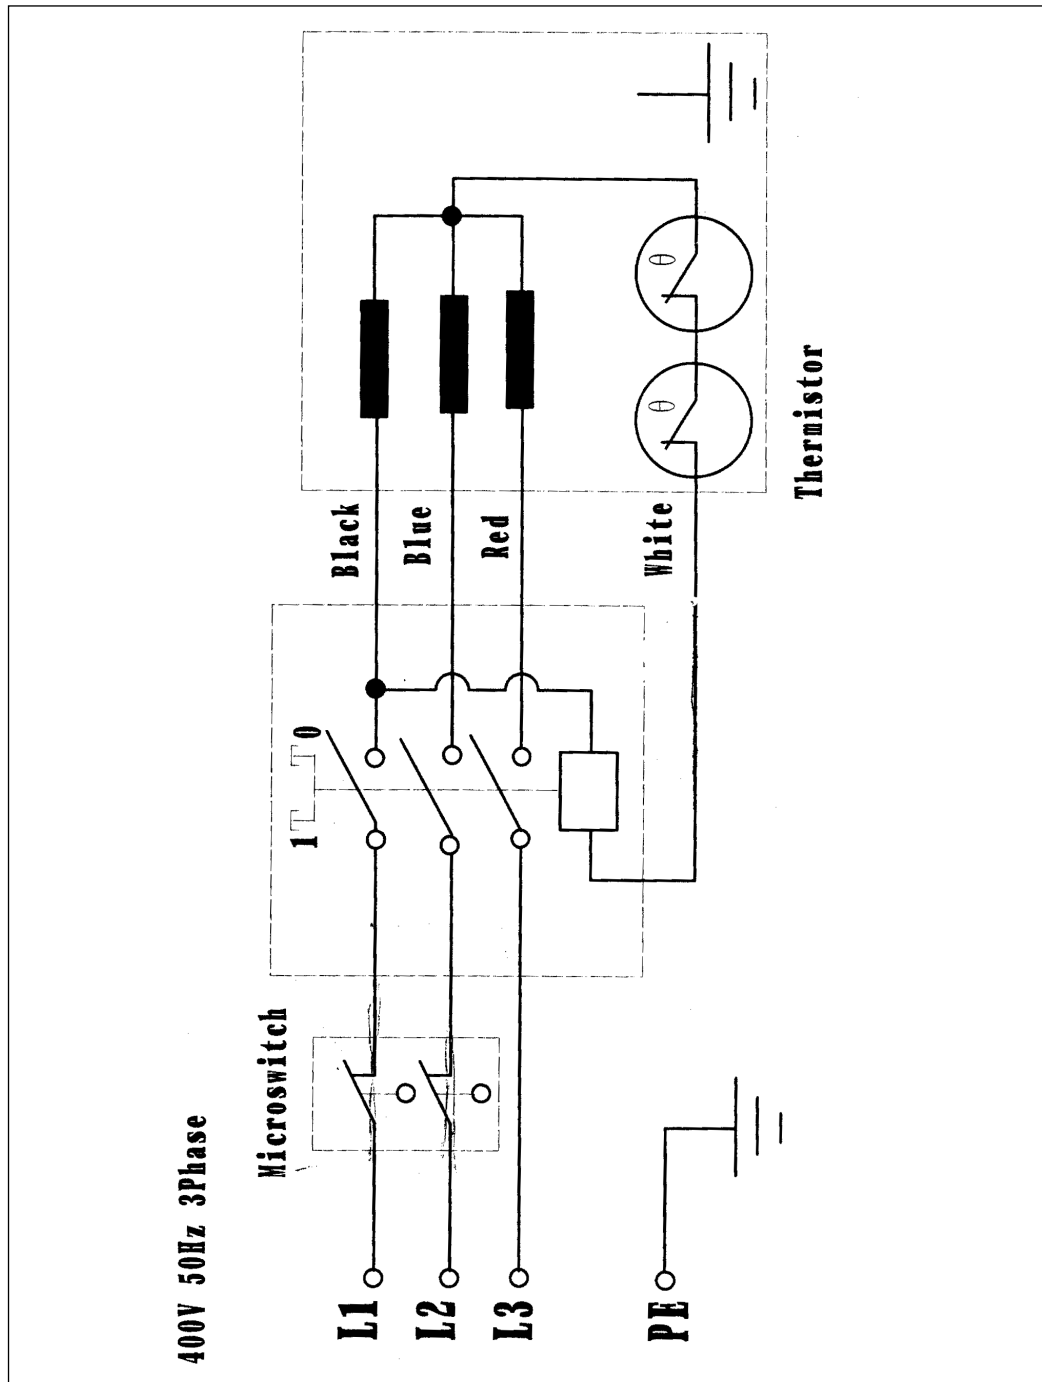 400V 50Hz 3Phase
Microswitch
1
0
Black
Blue
Red
White
θ
θ
Thermistor
L1
L2
L3
PE